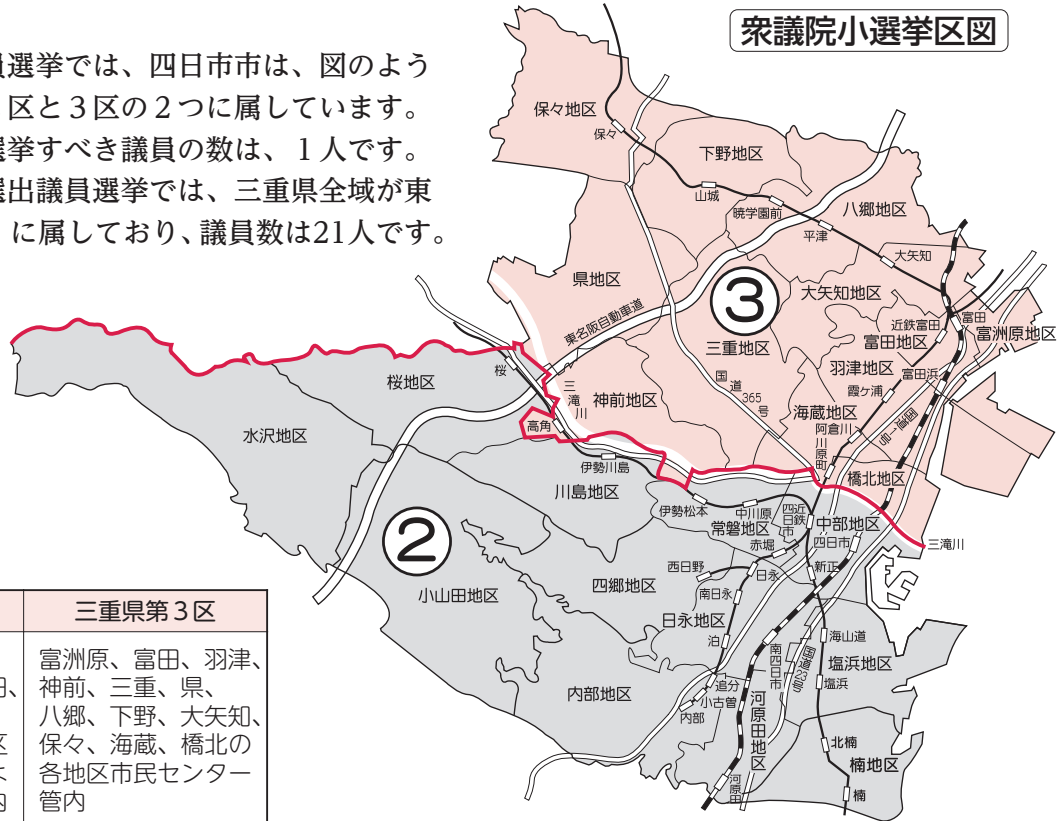 衆議院小選挙区図
員選挙では、四日市市は、図のよう
区と3区の2つに属しています。
選挙すべき議員の数は、1人です。
選出議員選挙では、三重県全域が東
に属しており、議員数は21人です。
保々地区
保々
下野地区
山城
暁学園前
八郷地区
平津
大矢知
県地区
東名阪自動車道
③
大矢知地区
三重地区
近鉄富田
富田
富田地区
富洲原地区
羽津地区
富田浜
霞ヶ浦
国道365号
海蔵地区
阿倉川
国道1号
川原町
橋北地区
桜地区
桜
三滝川
神前地区
高角
水沢地区
伊勢川島
川島地区
伊勢松本
中川原
常磐地区
近鉄四日市
中部地区
四日市
三滝川
②
赤堀
西日野
日永
新正
四郷地区
小山田地区
南日永
日永地区
泊
海山道
塩浜地区
国道23号
南四日市
塩浜
内部地区
追分
小古曽
内部
河原田地区
北楠
楠地区
河原田
楠
三重県第3区
富洲原、富田、羽津、
田、
神前、三重、県、
八郷、下野、大矢知、
区
保々、海蔵、橋北の
よ
各地区市民センター
内
管内